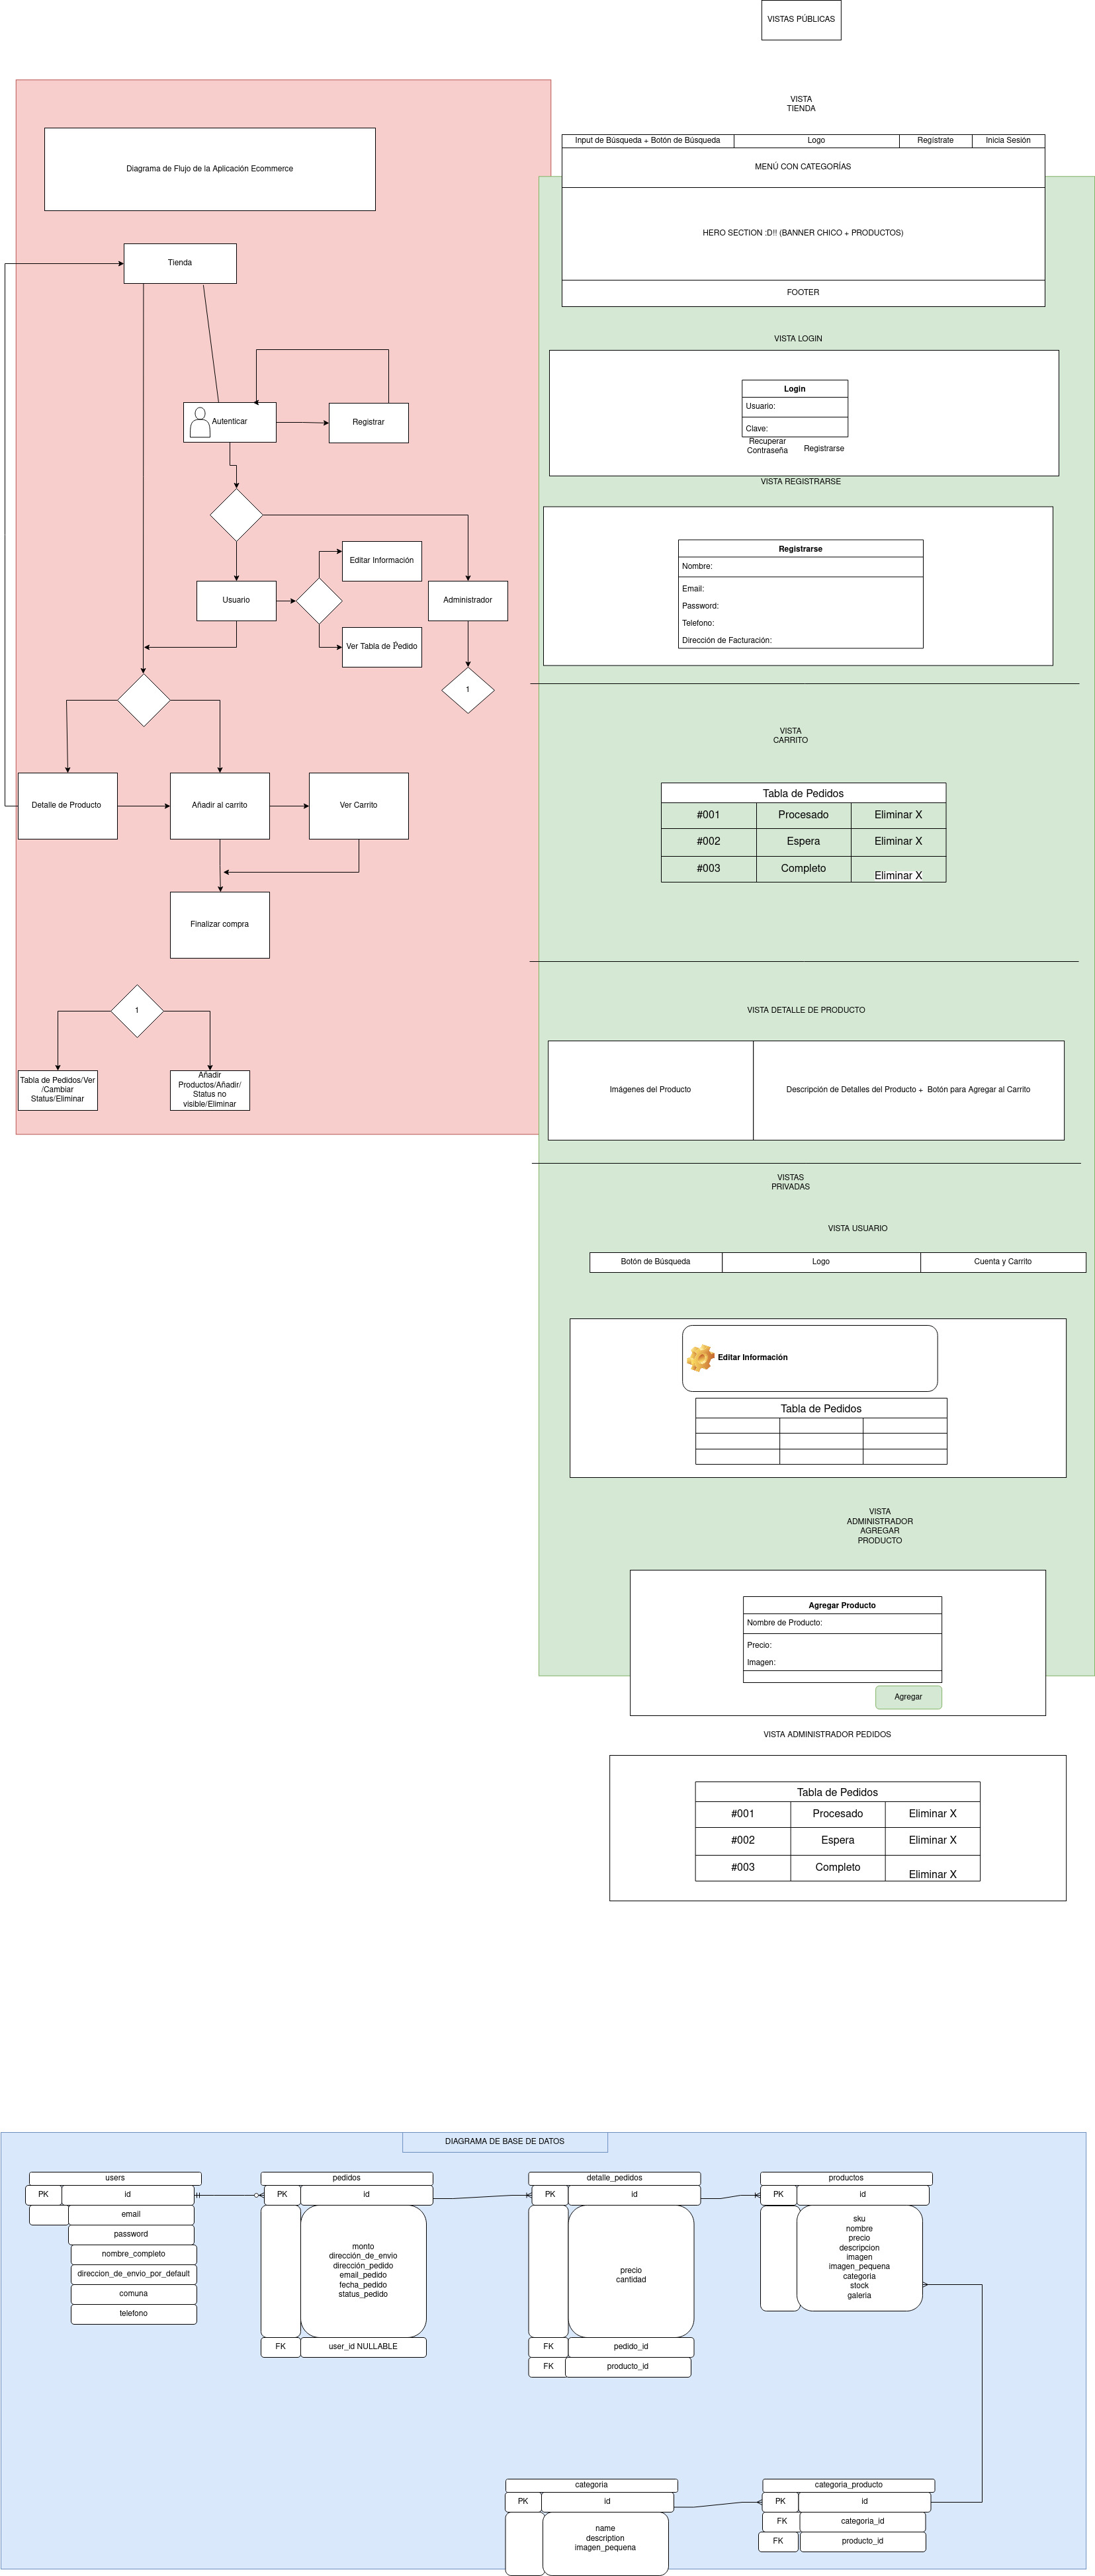 VISTAS PÚBLICAS
Diagrama de Flujo de la Aplicación Ecommerce
Tienda
Autenticar
Registrar
Editar Información
Usuario
Administrador
Ver Tabla de Pedido
1
Detalle de Producto
Añadir al carrito
Ver Carrito
Finalizar compra
1
Tabla de Pedidos/Ver
/Cambiar
Status/Eliminar
Añadir
Productos/Añadir/
Status no
visible/Eliminar
VISTA
TIENDA
Input de Búsqueda + Botón de Búsqueda
Logo
Regístrate
Inicia Sesión
MENÚ CON CATEGORÍAS
HERO SECTION :D!! (BANNER CHICO + PRODUCTOS)
FOOTER
VISTA LOGIN
Login
Usuario:
Clave:
Recuperar
Contraseña
Registrarse
VISTA REGISTRARSE
Registrarse
Nombre:
Email:
Password:
Telefono:
Dirección de Facturación:
VISTA
CARRITO
Tabla de Pedidos
#001 Procesado Eliminar X
#002 Espera Eliminar X
#003 Completo Eliminar X
VISTA DETALLE DE PRODUCTO
Imágenes del Producto
Descripción de Detalles del Producto + Botón para Agregar al Carrito
VISTAS
PRIVADAS
VISTA USUARIO
Botón de Búsqueda
Logo
Cuenta y Carrito
Editar Información
Tabla de Pedidos
VISTA
ADMINISTRADOR
AGREGAR
PRODUCTO
Agregar Producto
Nombre de Producto:
Precio:
Imagen:
Agregar
VISTA ADMINISTRADOR PEDIDOS
Tabla de Pedidos
#001 Procesado Eliminar X
#002 Espera Eliminar X
#003 Completo Eliminar X
DIAGRAMA DE BASE DE DATOS
users
PK id
email
password
nombre_completo
direccion_de_envio_por_default
comuna
telefono
pedidos
PK id
monto
dirección_de_envio
dirección_pedido
email_pedido
fecha_pedido
status_pedido
FK user_id NULLABLE
detalle_pedidos
PK id
precio
cantidad
FK pedido_id
FK producto_id
productos
PK id
sku
nombre
precio
descripcion
imagen
imagen_pequena
categoria
stock
galeria
categoria
PK id
name
description
imagen_pequena
categoria_producto
PK id
FK categoria_id
FK producto_id